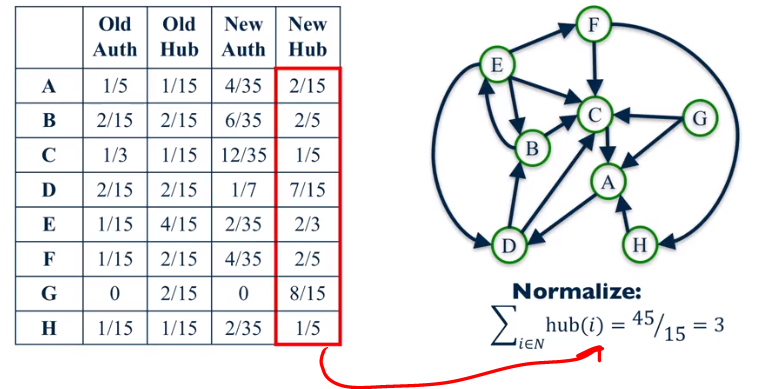 Old Auth Old Hub New Auth New Hub
A 1/5 1/15 4/35 2/15
B 2/15 2/15 6/35 2/5
C 1/3 1/15 12/35 1/5
D 2/15 2/15 1/7 7/15
E 1/15 4/15 2/35 2/3
F 1/15 2/15 4/35 2/5
G 0 2/15 0 8/15
H 1/15 1/15 2/35 1/5
F
E
C
G
B
A
D
H
Normalize:
∑i∈N hub(i) = 45/15 = 3